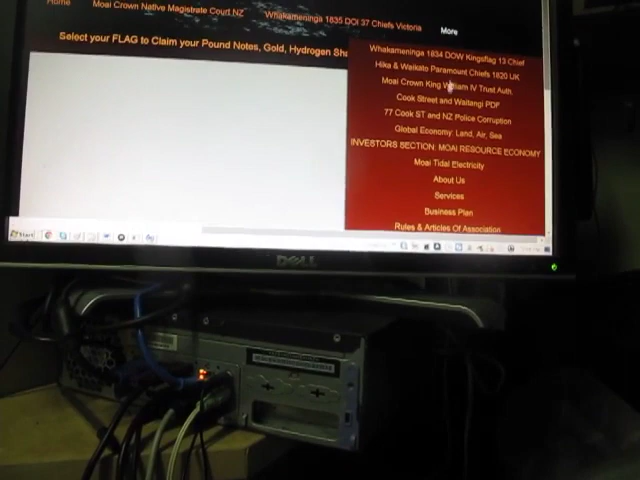 Home Moai Crown Native Magistrate Court NZ Whakameninga 1835 DOI 37 Chiefs Victoria More
Select your FLAG to Claim your Pound Notes, Gold, Hydrogen Sha
Whakameninga 1834 DOW Kingsflag 13 Chief
Hika & Waikato Paramount Chiefs 1820 UK
Moai Crown King William IV Trust Auth.
Cook Street and Waitangi PDF
77 Cook ST and NZ Police Corruption
Global Economy: Land, Air, Sea
INVESTORS SECTION: MOAI RESOURCE ECONOMY
Moai Tidal Electricity
About Us
Services
Business Plan
Rules & Articles Of Association
Start
DELL